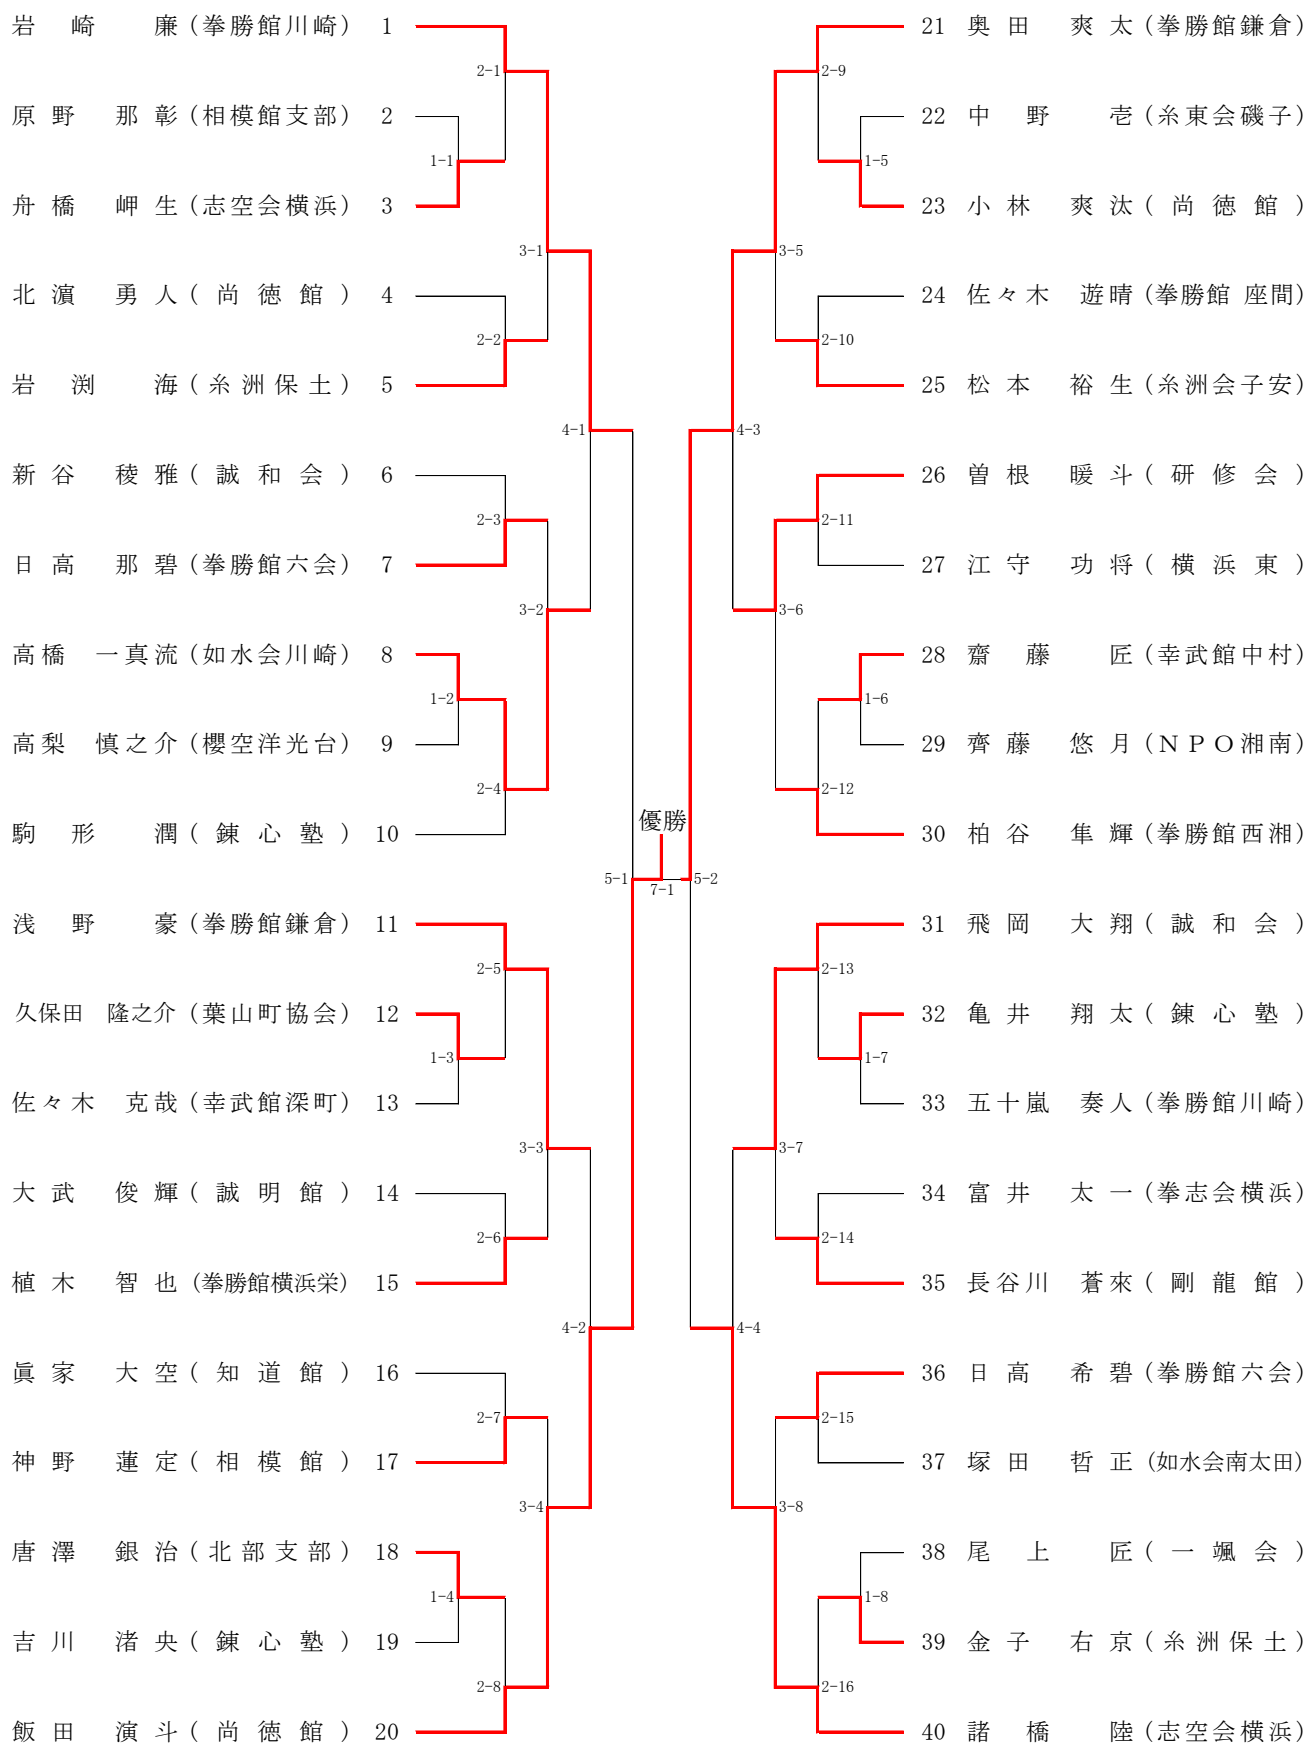 岩崎 廉 (拳勝館川崎) 1
2-1
原野 那彰 (相模館支部) 2
1-1
舟橋 岬生 (志空会横浜) 3
3-1
北濵 勇人 (尚徳館) 4
2-2
岩渕 海 (糸洲保土) 5
4-1
新谷 稜雅 (誠和会) 6
2-3
日高 那碧 (拳勝館六会) 7
3-2
高橋 一真流 (如水会川崎) 8
1-2
高梨 慎之介 (櫻空洋光台) 9
2-4
駒形 潤 (錬心塾) 10
5-1
浅野 豪 (拳勝館鎌倉) 11
2-5
久保田 隆之介 (葉山町協会) 12
1-3
佐々木 克哉 (幸武館深町) 13
3-3
大武 俊輝 (誠明館) 14
2-6
植木 智也 (拳勝館横浜栄) 15
4-2
眞家 大空 (知道館) 16
2-7
神野 蓮定 (相模館) 17
3-4
唐澤 銀治 (北部支部) 18
1-4
吉川 渚央 (錬心塾) 19
2-8
飯田 演斗 (尚徳館) 20
優勝
7-1
21 奥田 爽太 (拳勝館鎌倉)
2-9
22 中野 壱 (糸東会磯子)
1-5
23 小林 爽汰 (尚徳館)
3-5
24 佐々木 遊晴 (拳勝館 座間)
2-10
25 松本 裕生 (糸洲会子安)
4-3
26 曽根 暖斗 (研修会)
2-11
27 江守 功将 (横浜東)
3-6
28 齋藤 匠 (幸武館中村)
1-6
29 齊藤 悠月 (NPO湘南)
2-12
30 柏谷 隼輝 (拳勝館西湘)
5-2
31 飛岡 大翔 (誠和会)
2-13
32 亀井 翔太 (錬心塾)
1-7
33 五十嵐 奏人 (拳勝館川崎)
3-7
34 富井 太一 (拳志会横浜)
2-14
35 長谷川 蒼來 (剛龍館)
4-4
36 日高 希碧 (拳勝館六会)
2-15
37 塚田 哲正 (如水会南太田)
3-8
38 尾上 匠 (一颯会)
1-8
39 金子 右京 (糸洲保土)
2-16
40 諸橋 陸 (志空会横浜)